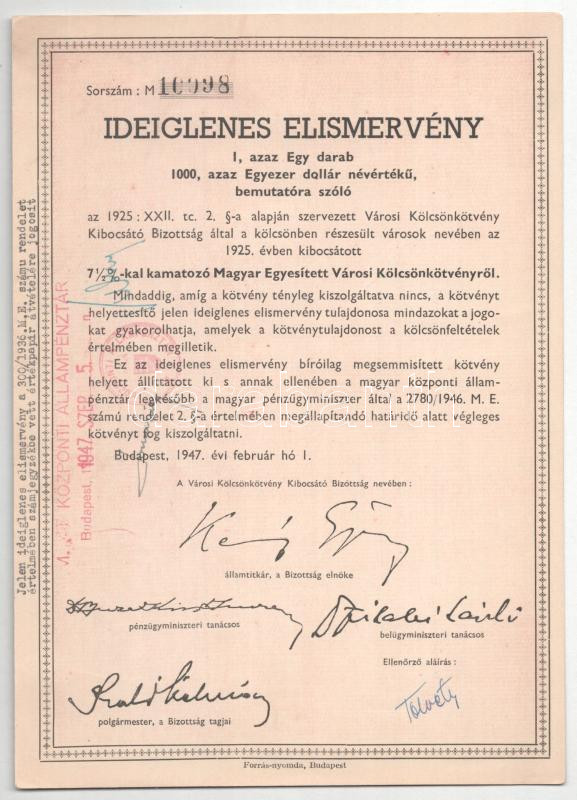 Sorszám : M 10098
IDEIGLENES ELISMERVÉNY
1, azaz Egy darab
1000, azaz Egyezer dollár névértékű,
bemutatóra szóló
az 1925 : XXII. tc. 2. §-a alapján szervezett Városi Kölcsönkötvény
Kibocsátó Bizottság által a kölcsönben részesült városok nevében az
1925. évben kibocsátott
7½%-kal kamatozó Magyar Egyesített Városi Kölcsönkötvényről.
Mindaddig, amíg a kötvény tényleg kiszolgáltatva nincs, a kötvényt
helyettesítő jelen ideiglenes elismervény tulajdonosa mindazokat a jogo-
kat gyakorolhatja, amelyek a kötvénytulajdonost a kölcsönfeltételek
értelmében megilletik.
Ez az ideiglenes elismervény bíróilag megsemmisített kötvény
helyett állíttatott ki s annak ellenében a magyar központi állam-
pénztár legkésőbb a magyar pénzügyminiszter által a 2780/1946. M. E.
számú rendelet 2. §-a értelmében megállapítandó határidő alatt végleges
kötvényt fog kiszolgáltatni.
Budapest, 1947. évi február hó 1.
A Városi Kölcsönkötvény Kibocsátó Bizottság nevében :
államtitkár, a Bizottság elnöke
pénzügyminiszteri tanácsos
belügyminiszteri tanácsos
Ellenőrző aláírás :
polgármester, a Bizottság tagjai
Forrás-nyomda, Budapest
Jelen ideiglenes elismervény a 300/1936.M.E. számu rendelet
értelmében számjegyzékbe vett értékpapir átvételére jogosit
KÖZPONTI ÁLLAMPÉNZTÁR
Budapest, 1947. SZEP. 5.